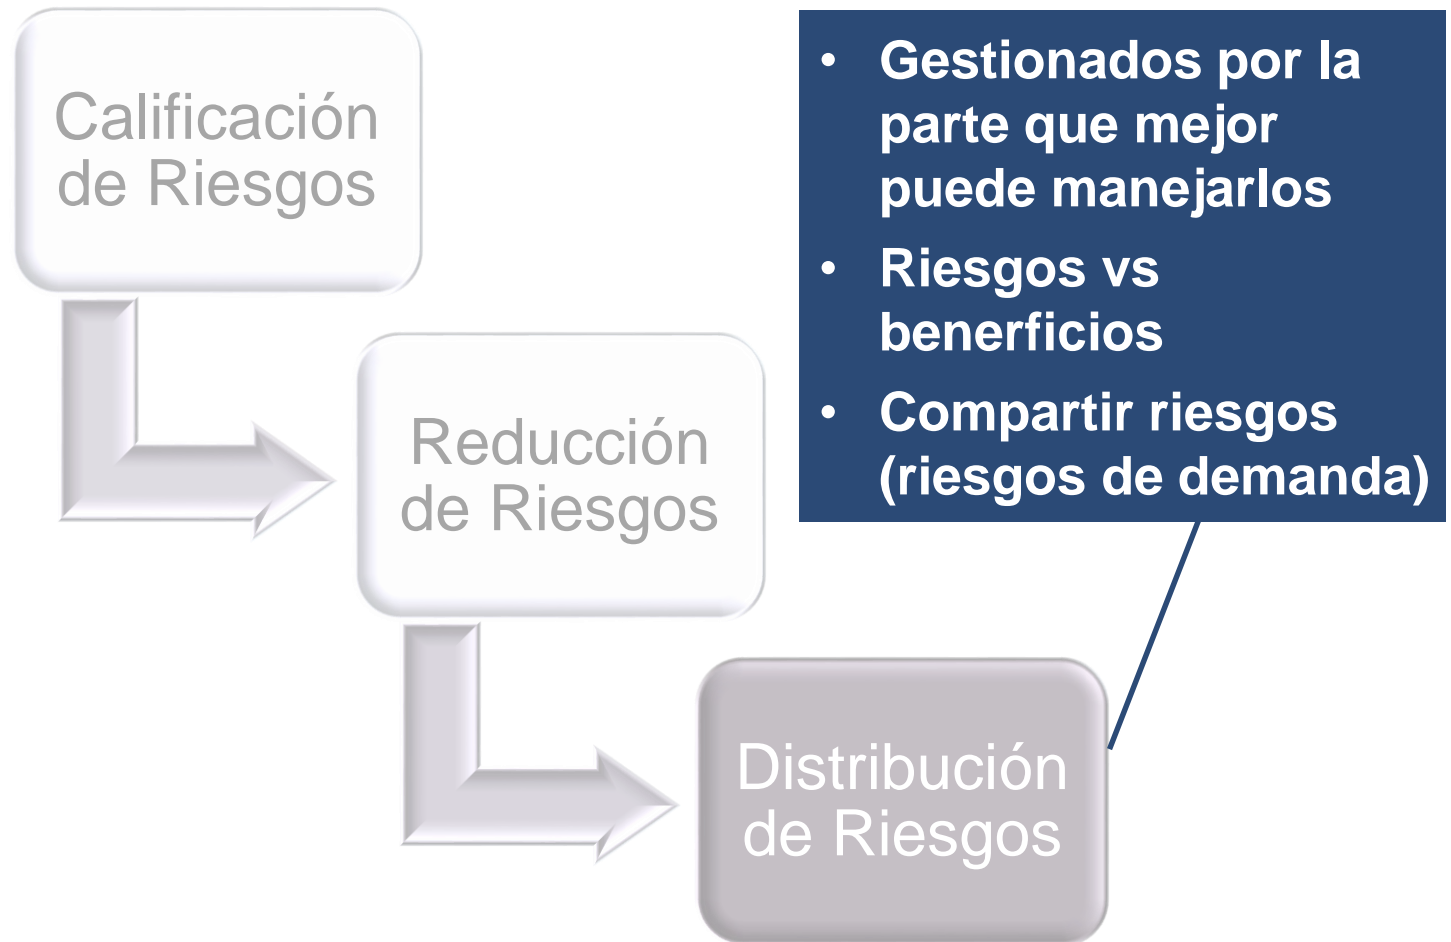 Calificación
de Riesgos
Reducción
de Riesgos
Distribución
de Riesgos
• Gestionados por la
parte que mejor
puede manejarlos
• Riesgos vs
benerficios
• Compartir riesgos
(riesgos de demanda)